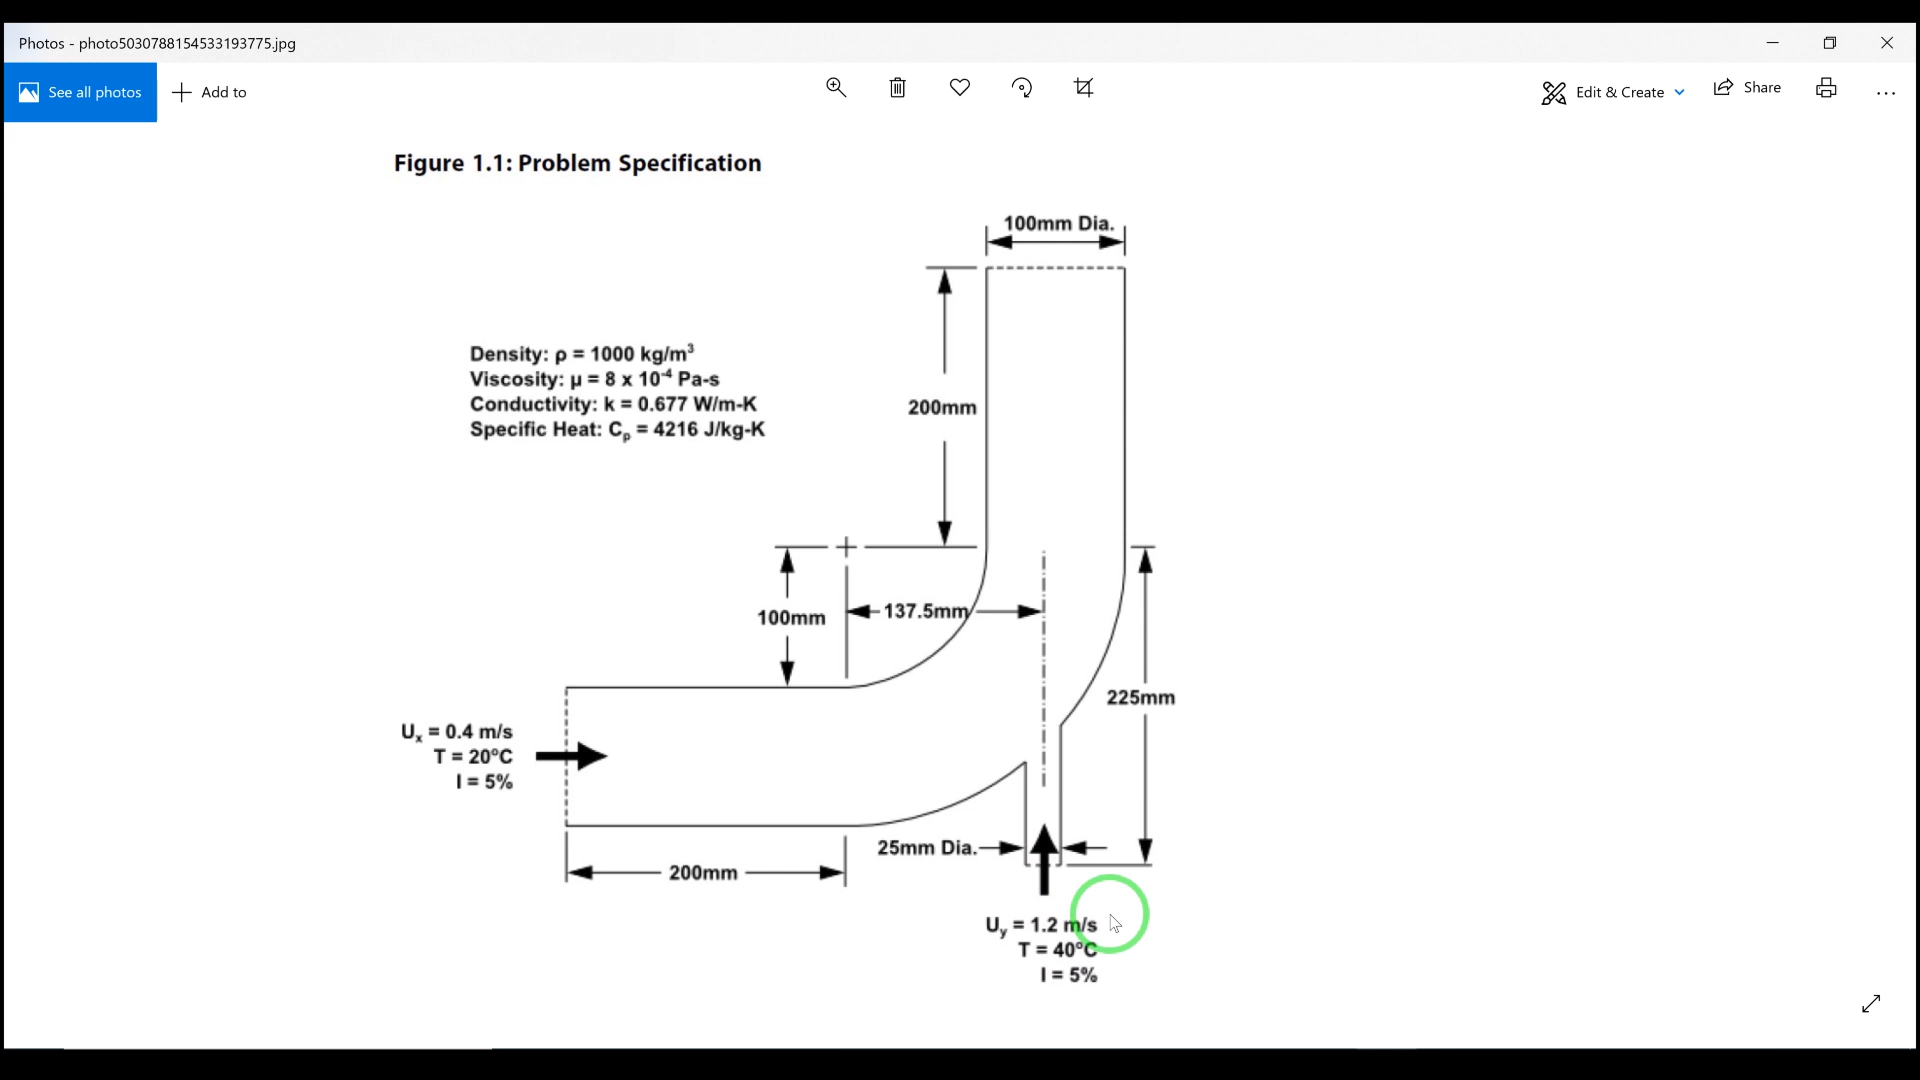 Photos - photo5030788154533193775.jpg
See all photos
Add to
Edit & Create
Share
Figure 1.1: Problem Specification
100mm Dia.
Density: ρ = 1000 kg/m³
Viscosity: μ = 8 x 10⁻⁴ Pa-s
Conductivity: k = 0.677 W/m-K
Specific Heat: Cₚ = 4216 J/kg-K
200mm
100mm
137.5mm
225mm
Uₓ = 0.4 m/s
T = 20°C
I = 5%
25mm Dia.
200mm
Uᵧ = 1.2 m/s
T = 40°C
I = 5%